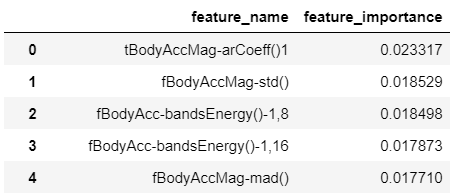 feature_name feature_importance
0 tBodyAccMag-arCoeff()1 0.023317
1 fBodyAccMag-std() 0.018529
2 fBodyAcc-bandsEnergy()-1,8 0.018498
3 fBodyAcc-bandsEnergy()-1,16 0.017873
4 fBodyAccMag-mad() 0.017710